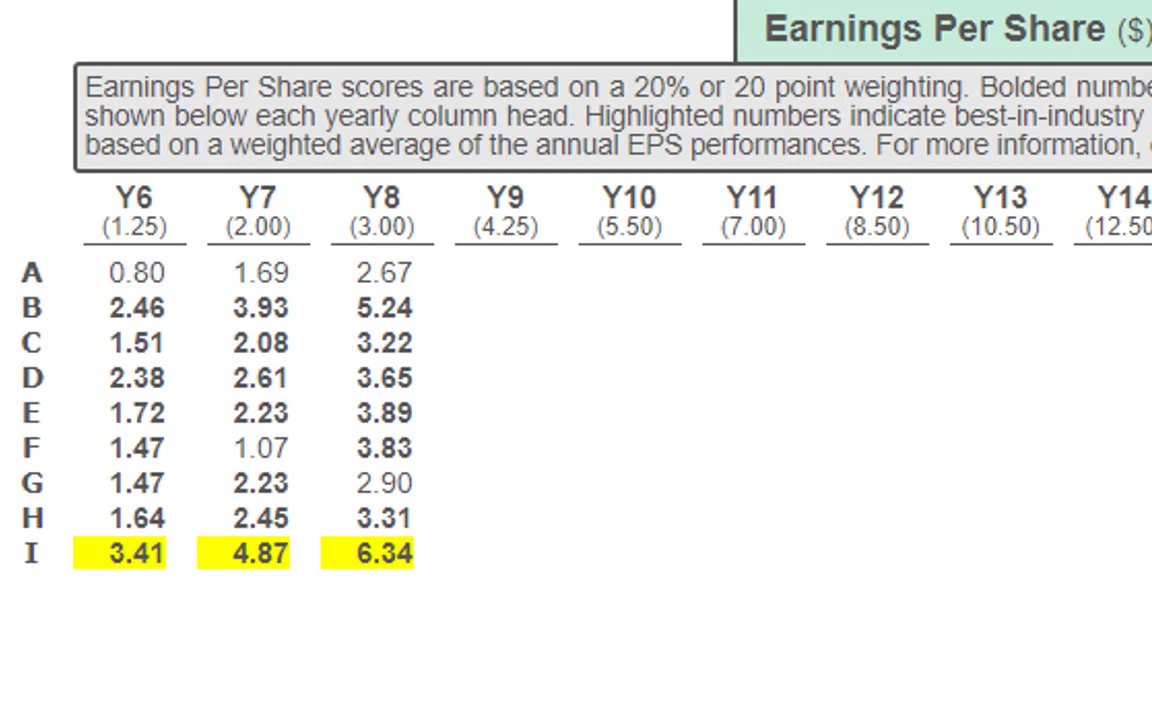 Earnings Per Share ($)
Earnings Per Share scores are based on a 20% or 20 point weighting. Bolded
shown below each yearly column head. Highlighted numbers indicate best-in-industry
based on a weighted average of the annual EPS performances. For more information,
Y6 Y7 Y8 Y9 Y10 Y11 Y12 Y13 Y14
(1.25) (2.00) (3.00) (4.25) (5.50) (7.00) (8.50) (10.50) (12.50
A 0.80 1.69 2.67
B 2.46 3.93 5.24
C 1.51 2.08 3.22
D 2.38 2.61 3.65
E 1.72 2.23 3.89
F 1.47 1.07 3.83
G 1.47 2.23 2.90
H 1.64 2.45 3.31
I 3.41 4.87 6.34